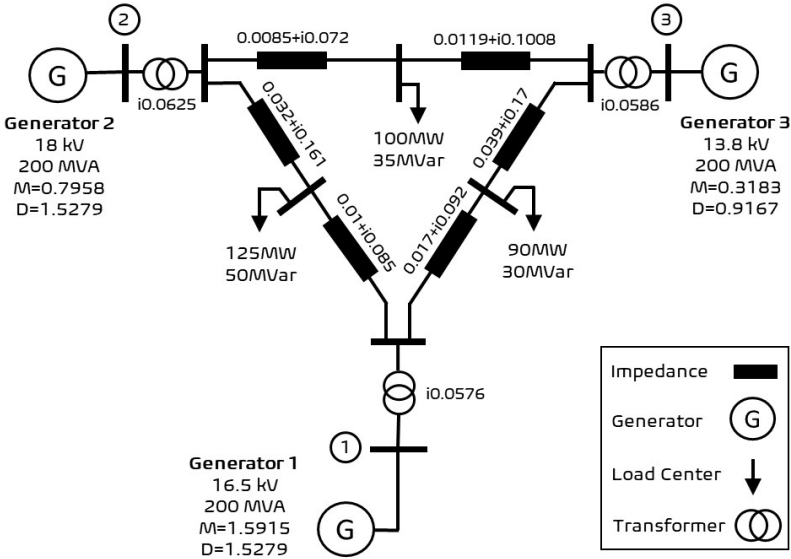 2
3
0.0085+i0.072
0.0119+i0.1008
G
G
i0.0625
i0.0586
Generator 2
18 kV
200 MVA
M=0.7958
D=1.5279
0.032+i0.161
100MW
35MVar
0.039+i0.17
Generator 3
13.8 kV
200 MVA
M=0.3183
D=0.9167
125MW
50MVar
0.01+i0.085
0.017+i0.092
90MW
30MVar
i0.0576
1
Generator 1
16.5 kV
200 MVA
M=1.5915
D=1.5279
G
Impedance
Generator
G
Load Center
Transformer